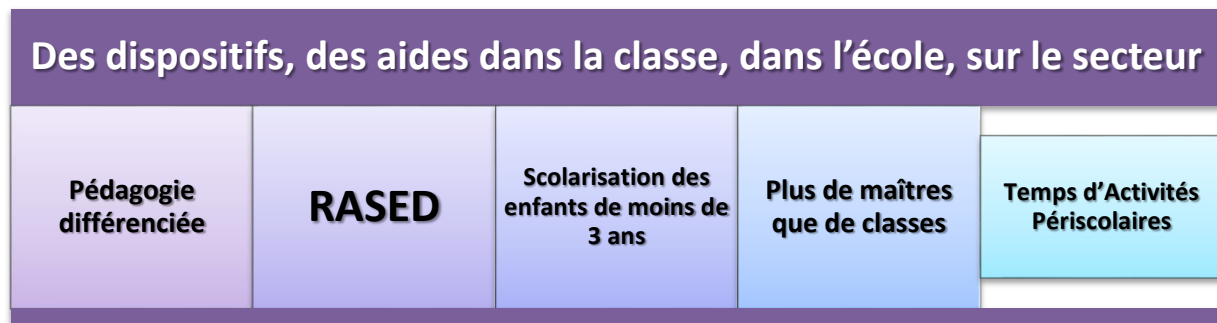 Des dispositifs, des aides dans la classe, dans l’école, sur le secteur
Pédagogie
différenciée
RASED
Scolarisation des
enfants de moins de
3 ans
Plus de maîtres
que de classes
Temps d’Activités
Périscolaires